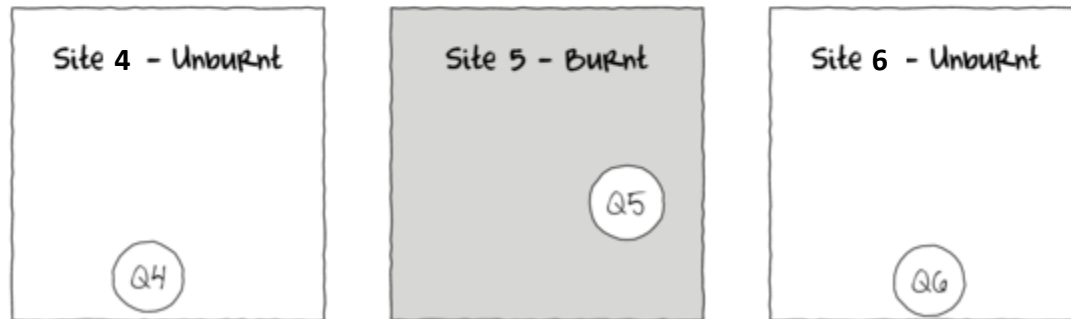 Site 4 - Unburnt
Site 5 - Burnt
Site 6 - Unburnt
Q5
Q4
Q6